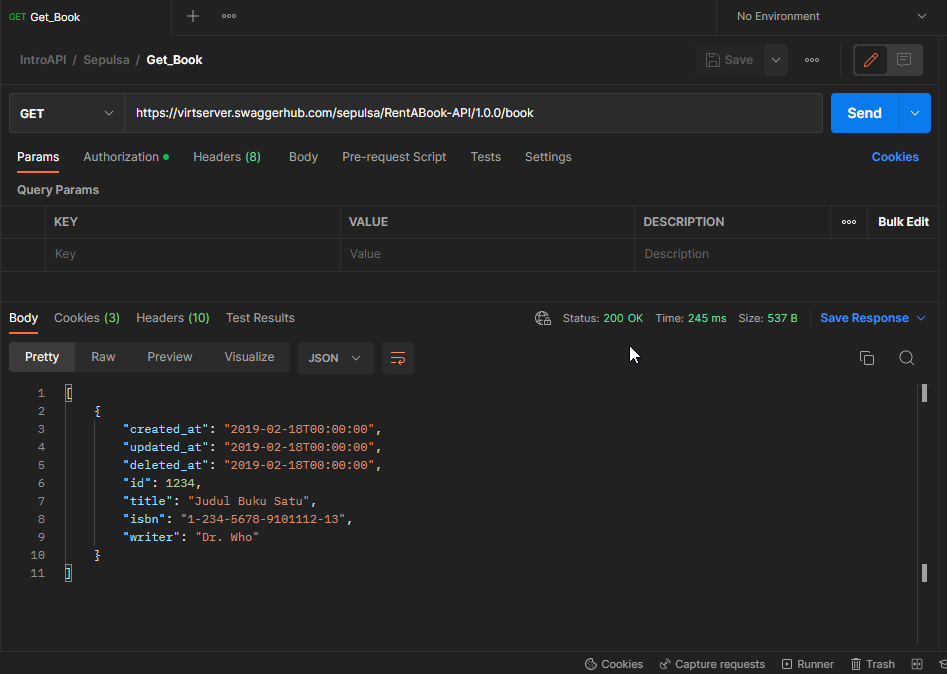 GET Get_Book No Environment
IntroAPI / Sepulsa / Get_Book Save
GET https://virtserver.swaggerhub.com/sepulsa/RentABook-API/1.0.0/book Send
Params Authorization Headers (8) Body Pre-request Script Tests Settings Cookies
Query Params
KEY VALUE DESCRIPTION Bulk Edit
Key Value Description
Body Cookies (3) Headers (10) Test Results Status: 200 OK Time: 245 ms Size: 537 B Save Response
Pretty Raw Preview Visualize JSON
1 [
2 {
3 "created_at": "2019-02-18T00:00:00",
4 "updated_at": "2019-02-18T00:00:00",
5 "deleted_at": "2019-02-18T00:00:00",
6 "id": 1234,
7 "title": "Judul Buku Satu",
8 "isbn": "1-234-5678-9101112-13",
9 "writer": "Dr. Who"
10 }
11 ]
Cookies Capture requests Runner Trash